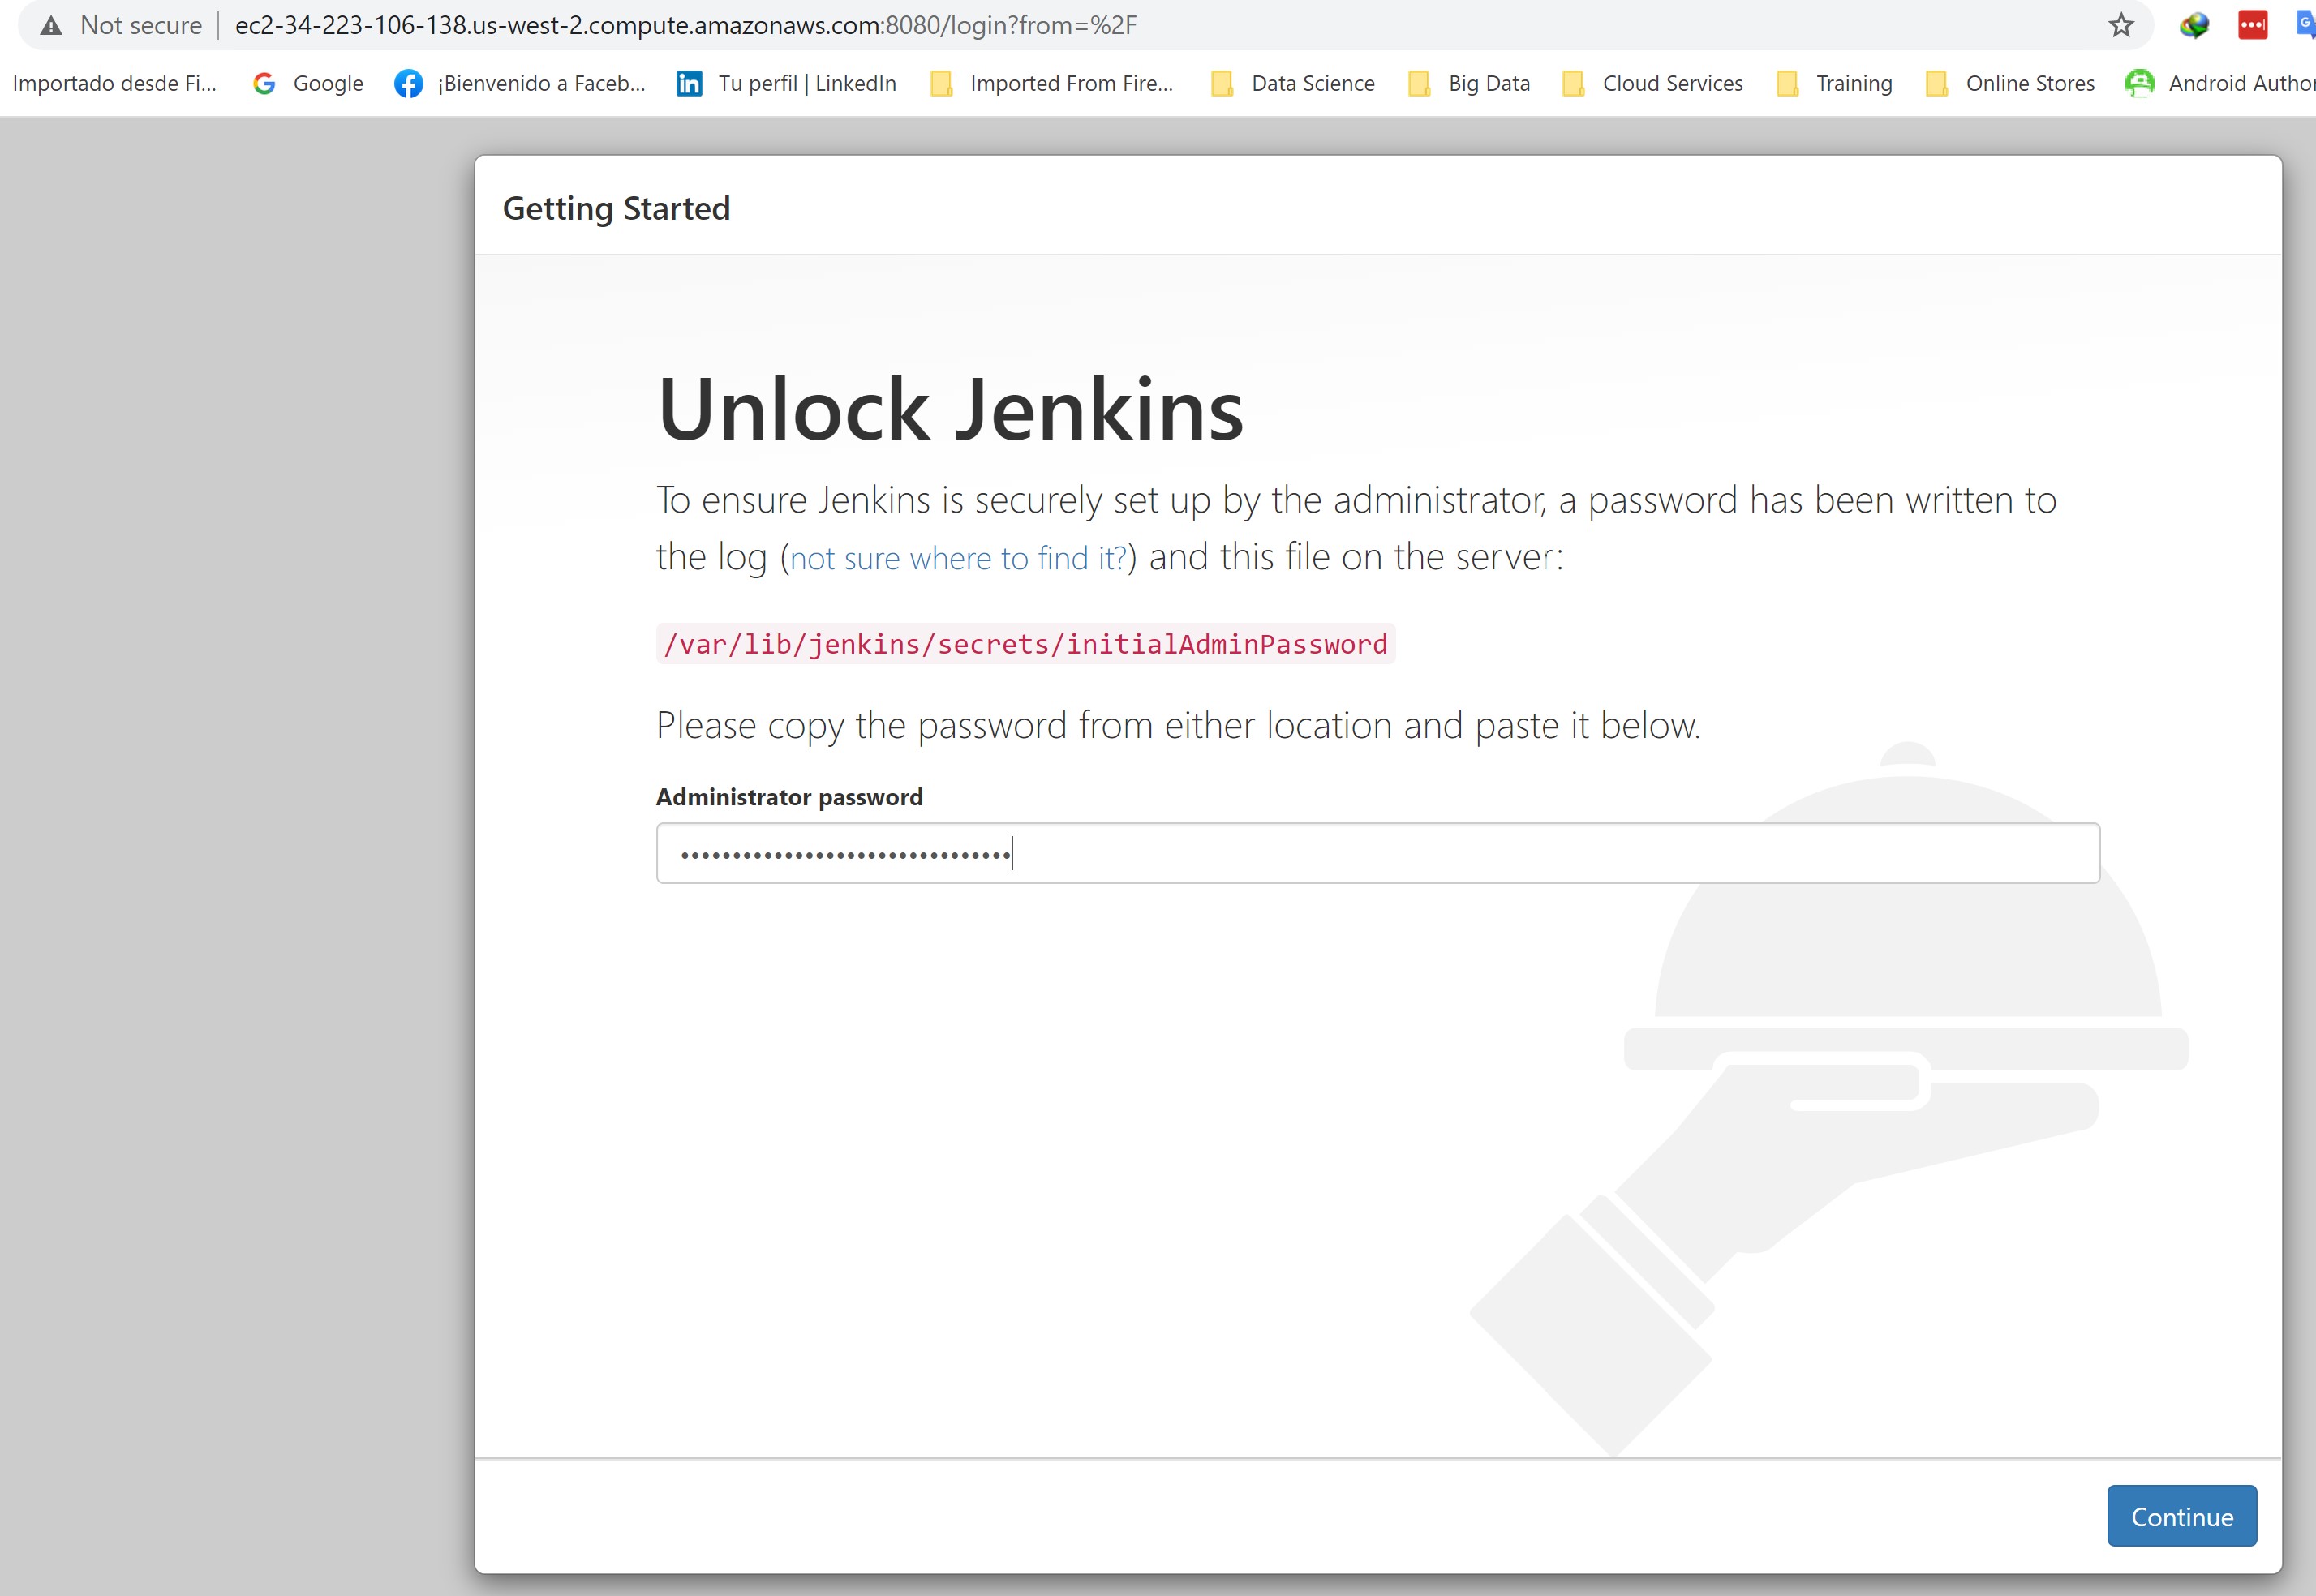 Not secure ec2-34-223-106-138.us-west-2.compute.amazonaws.com:8080/login?from=%2F
Importado desde Fi... Google ¡Bienvenido a Faceb... in Tu perfil | LinkedIn Imported From Fire... Data Science Big Data Cloud Services Training Online Stores Android Author
Getting Started
Unlock Jenkins
To ensure Jenkins is securely set up by the administrator, a password has been written to
the log (not sure where to find it?) and this file on the server:
/var/lib/jenkins/secrets/initialAdminPassword
Please copy the password from either location and paste it below.
Administrator password
••••••••••••••••••••••••••••••••
Continue